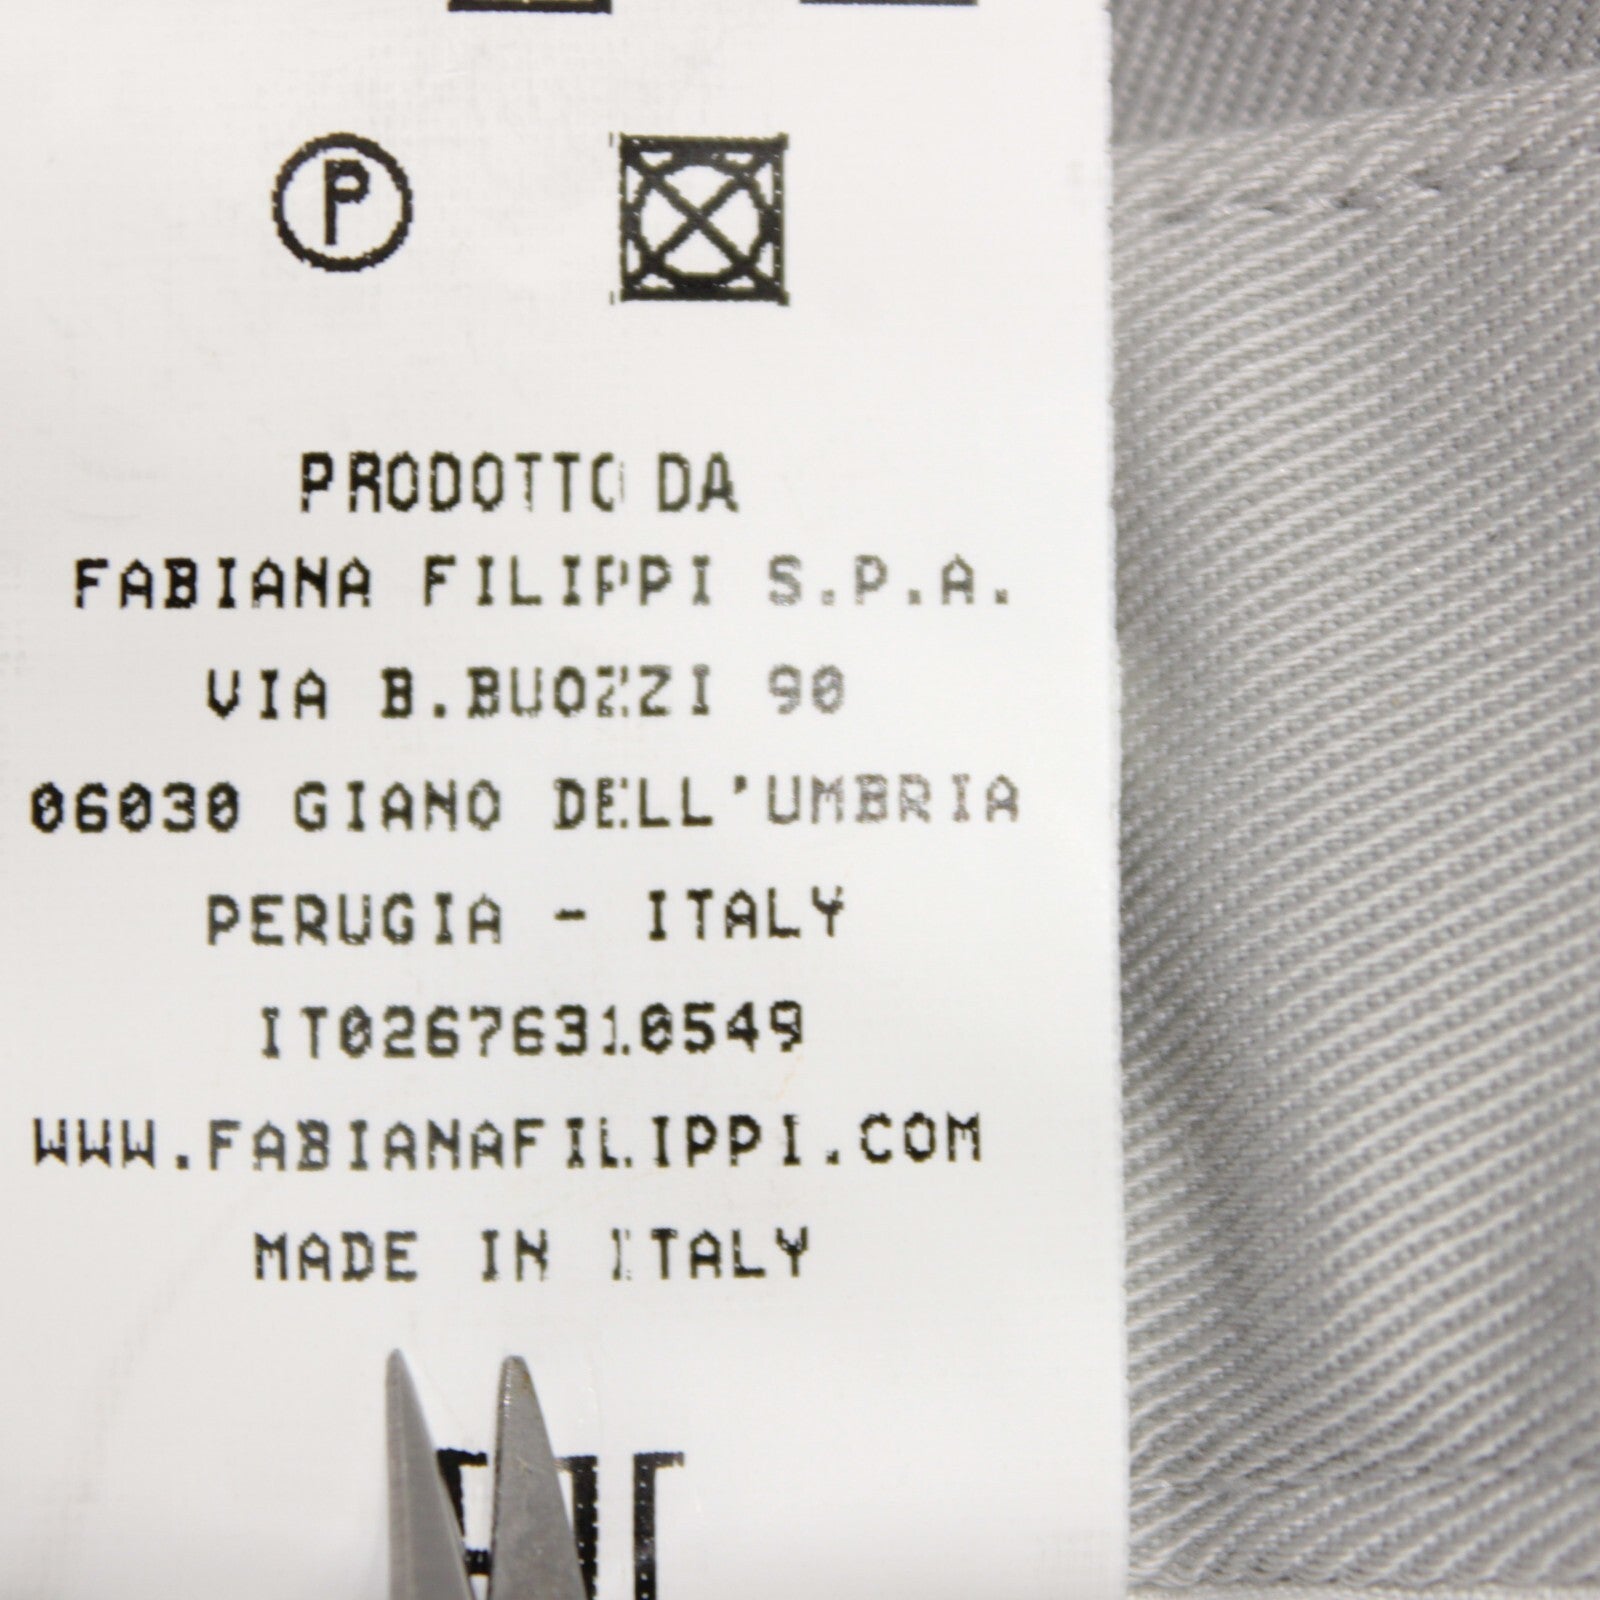 P
PRODOTTO DA
FABIANA FILIPPI S.P.A.
VIA B.BUOZZI 90
06030 GIANO DELL'UMBRIA
PERUGIA - ITALY
IT02676310549
WWW.FABIANAFILIPPI.COM
MADE IN ITALY